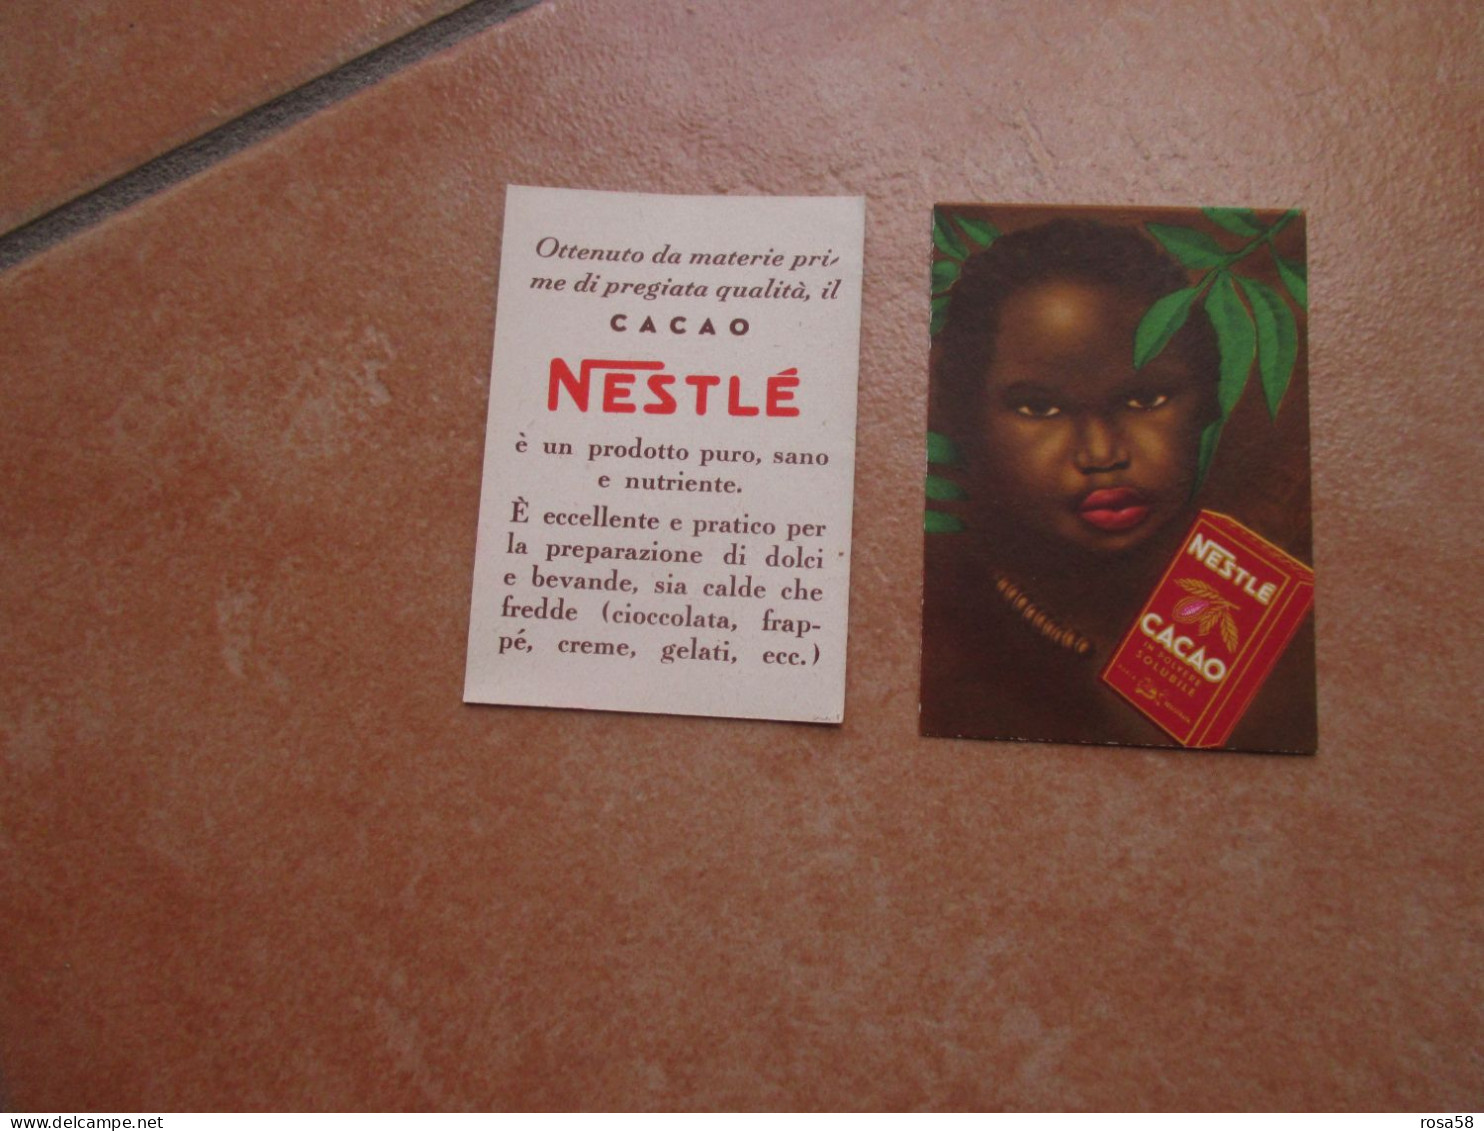 Ottenuto da materie pri-
me di pregiata qualità, il
CACAO
NESTLÉ
è un prodotto puro, sano
e nutriente.
È eccellente e pratico per
la preparazione di dolci
e bevande, sia calde che
fredde (cioccolata, frap-
pé, creme, gelati, ecc.)
NESTLÉ
CACAO
IN POLVERE
SOLUBILE
www.delcampe.net
rosa58